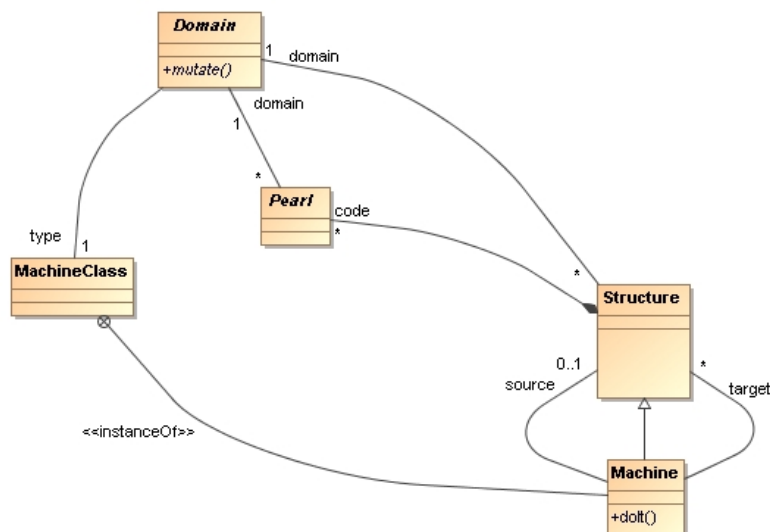 Domain
+mutate()
1
domain
domain
1
*
Pearl
code
*
type
1
MachineClass
*
Structure
0..1
*
source
target
<<instanceOf>>
Machine
+doIt()